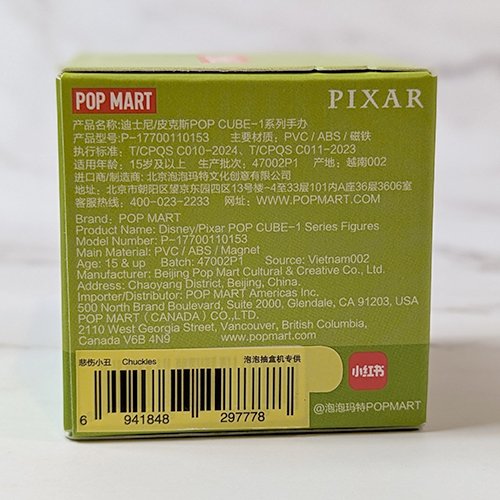 POP MART
PIXAR
产品名称:迪士尼/皮克斯POP CUBE-1系列手办
产品型号:P-17700110153 主要材质: PVC / ABS / 磁铁
执行标准: T/CPQS C010-2024、T/CPQS C011-2023
适用年龄: 15岁及以上 生产批次: 47002P1 产地: 越南002
进口商/制造商: 北京泡泡玛特文化创意有限公司
地址: 北京市朝阳区望京东园四区13号楼-4至33层101内A座36层3606室
客服热线: 400-023-2233 网址: WWW.POPMART.COM
Brand: POP MART
Product Name: Disney/Pixar POP CUBE-1 Series Figures
Model Number: P-17700110153
Main Material: PVC / ABS / Magnet
Age: 15 & up Batch: 47002P1 Source: Vietnam002
Manufacturer: Beijing Pop Mart Cultural & Creative Co., Ltd.
Address: Chaoyang District, Beijing, China.
Importer/Distributor: POP MART Americas Inc.
500 North Brand Boulevard, Suite 2000, Glendale, CA 91203, USA
POP MART (CANADA) CO.,LTD.
2110 West Georgia Street, Vancouver, British Columbia,
Canada V6B 4N9 www.popmart.com
悲伤小丑 Chuckles 泡泡抽盒机专供
6 941848 297778
小红书
@泡泡玛特POPMART